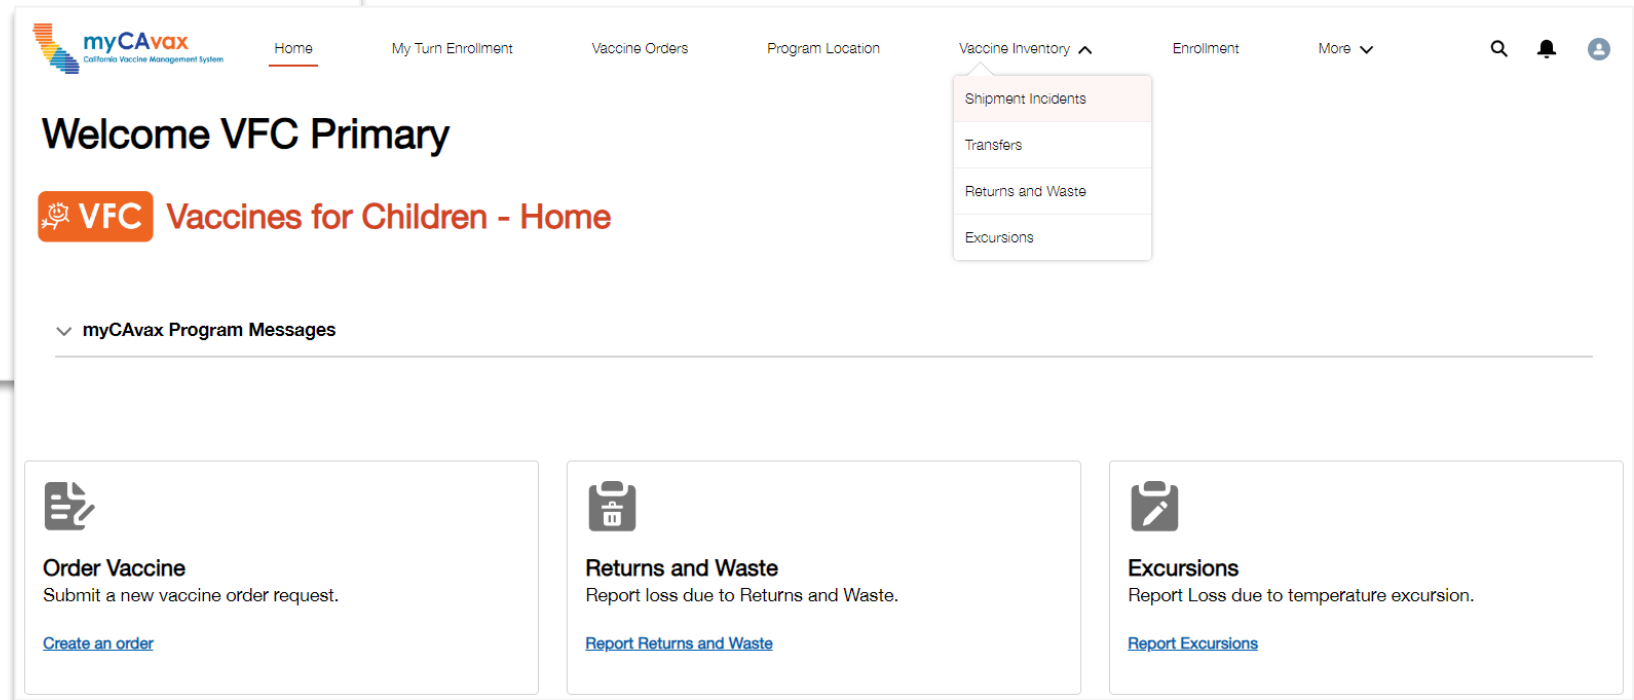 myCAvax
California Vaccine Management System
Home
My Turn Enrollment
Vaccine Orders
Program Location
Vaccine Inventory
Enrollment
More
Shipment Incidents
Transfers
Returns and Waste
Excursions
Welcome VFC Primary
VFC
Vaccines for Children - Home
myCAvax Program Messages
Order Vaccine
Submit a new vaccine order request.
Create an order
Returns and Waste
Report loss due to Returns and Waste.
Report Returns and Waste
Excursions
Report Loss due to temperature excursion.
Report Excursions